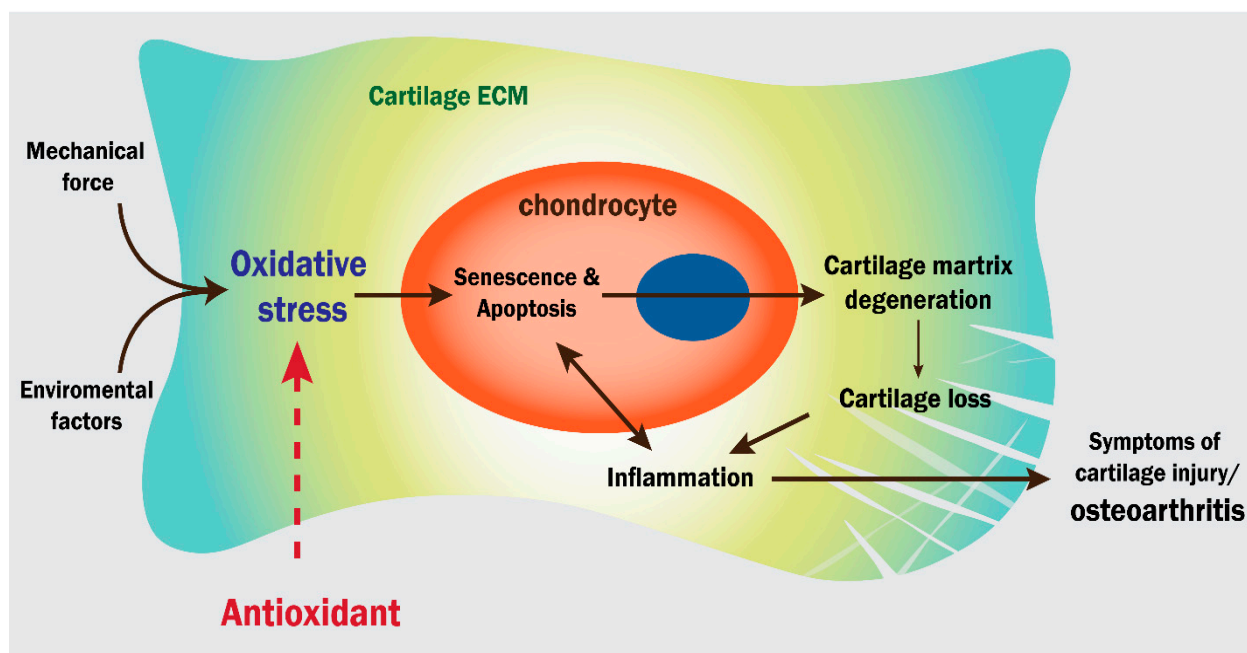 Cartilage ECM
Mechanical
force
chondrocyte
Oxidative
stress
Senescence &
Apoptosis
Cartilage martrix
degeneration
Enviromental
factors
Cartilage loss
Inflammation
Symptoms of
cartilage injury/
osteoarthritis
Antioxidant